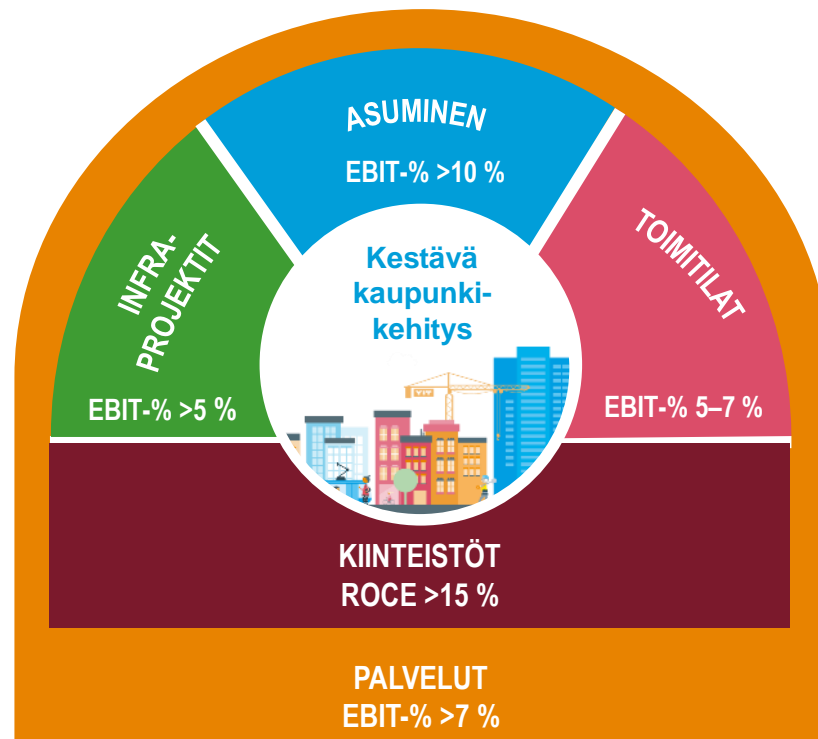 ASUMINEN
EBIT-% >10 %
INFRA-
PROJEKTIT
EBIT-% >5 %
TOIMITILAT
EBIT-% 5–7 %
Kestävä
kaupunki-
kehitys
KIINTEISTÖT
ROCE >15 %
PALVELUT
EBIT-% >7 %